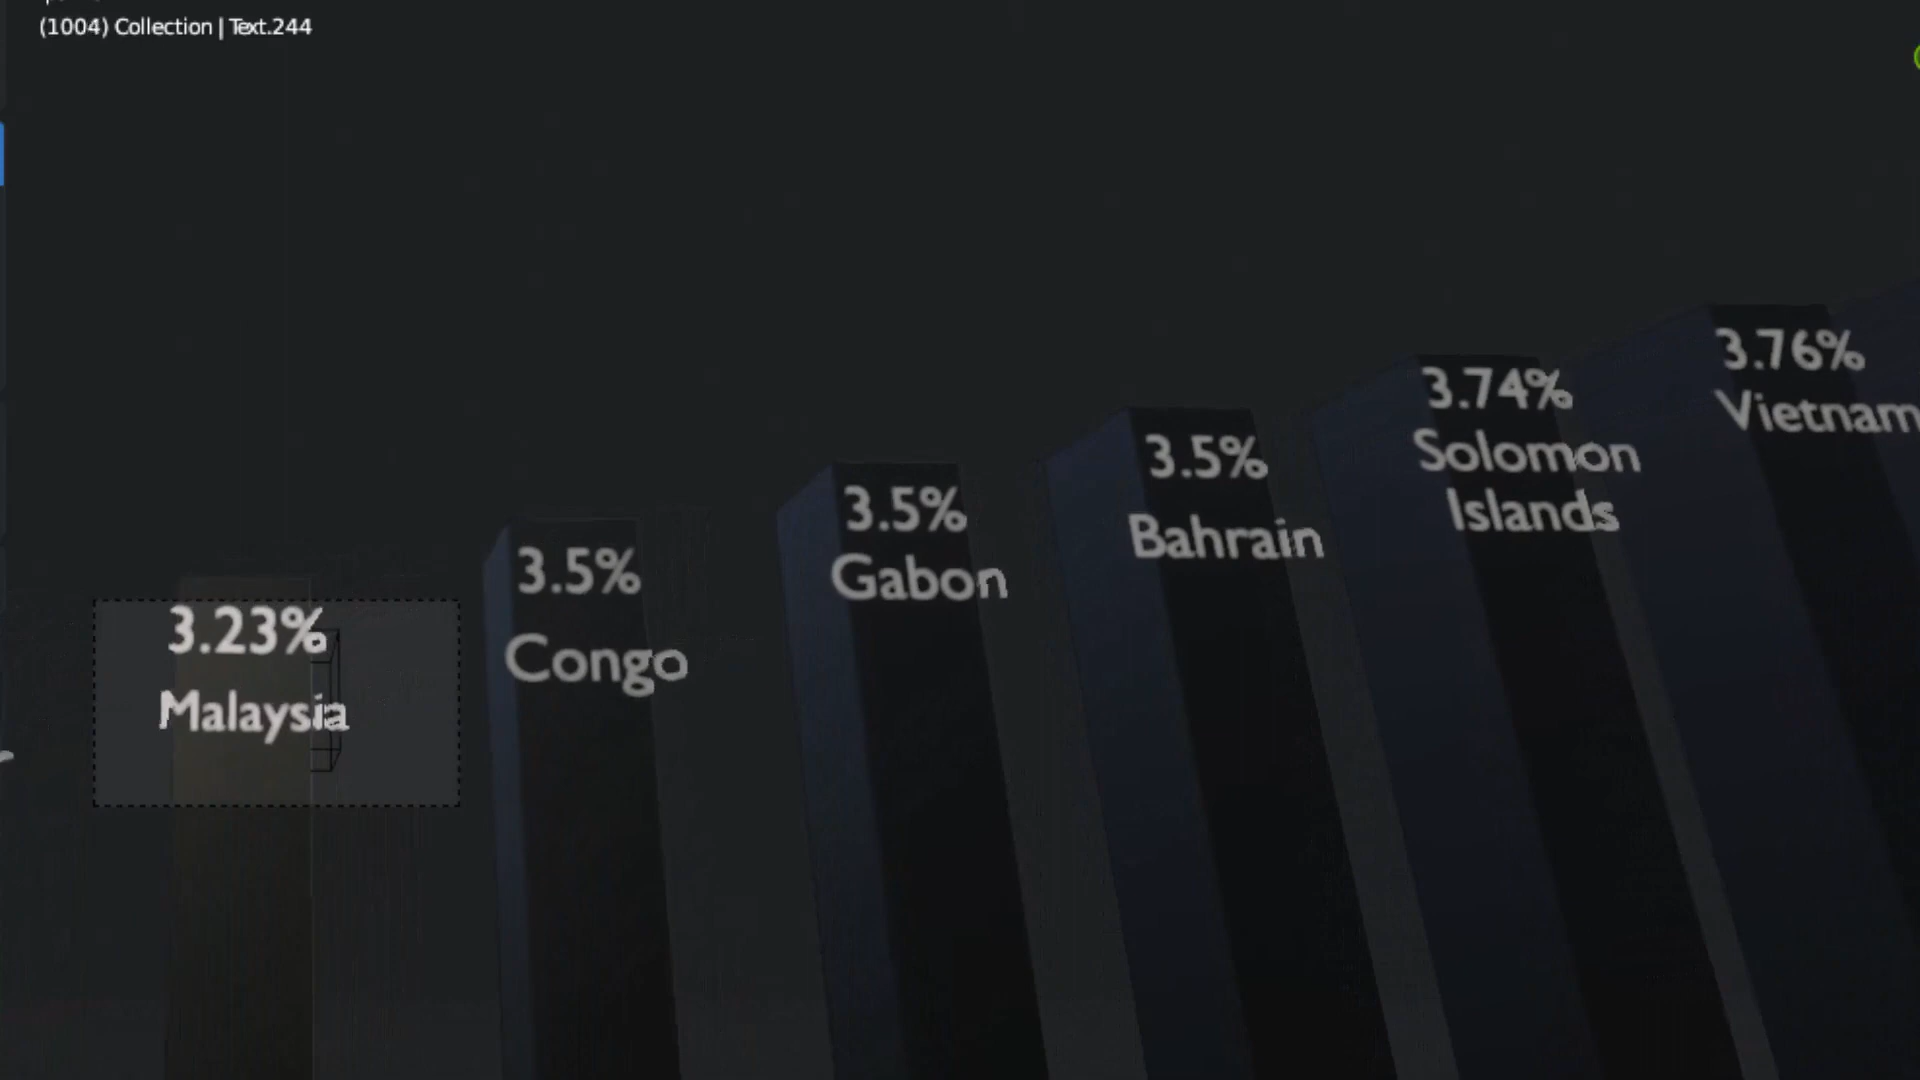 (1004) Collection | Text.244
3.23%
Malaysia
3.5%
Congo
3.5%
Gabon
3.5%
Bahrain
3.74%
Solomon
Islands
3.76%
Vietnam